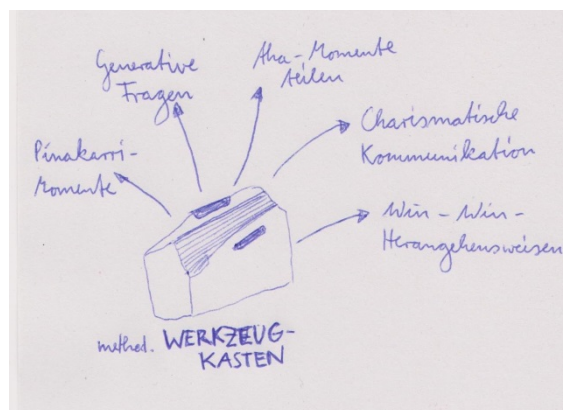 Generative
Fragen
Aha-Momente
teilen
Charismatische
Kommunikation
Pinakarri-
Momente
Win-Win-
Herangehensweisen
method. WERKZEUG-
KASTEN